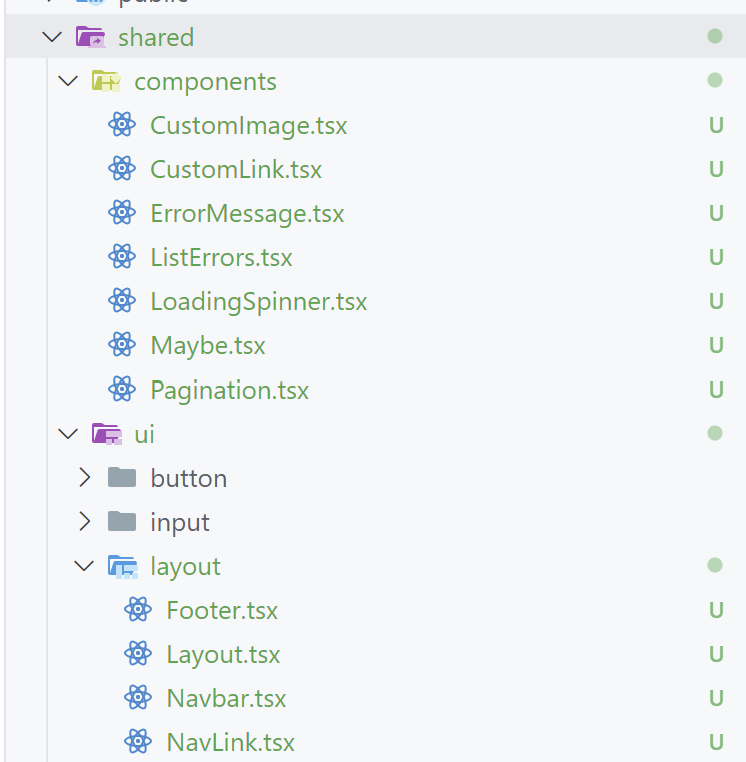 public
shared
components
CustomImage.tsx U
CustomLink.tsx U
ErrorMessage.tsx U
ListErrors.tsx U
LoadingSpinner.tsx U
Maybe.tsx U
Pagination.tsx U
ui
button
input
layout
Footer.tsx U
Layout.tsx U
Navbar.tsx U
NavLink.tsx U